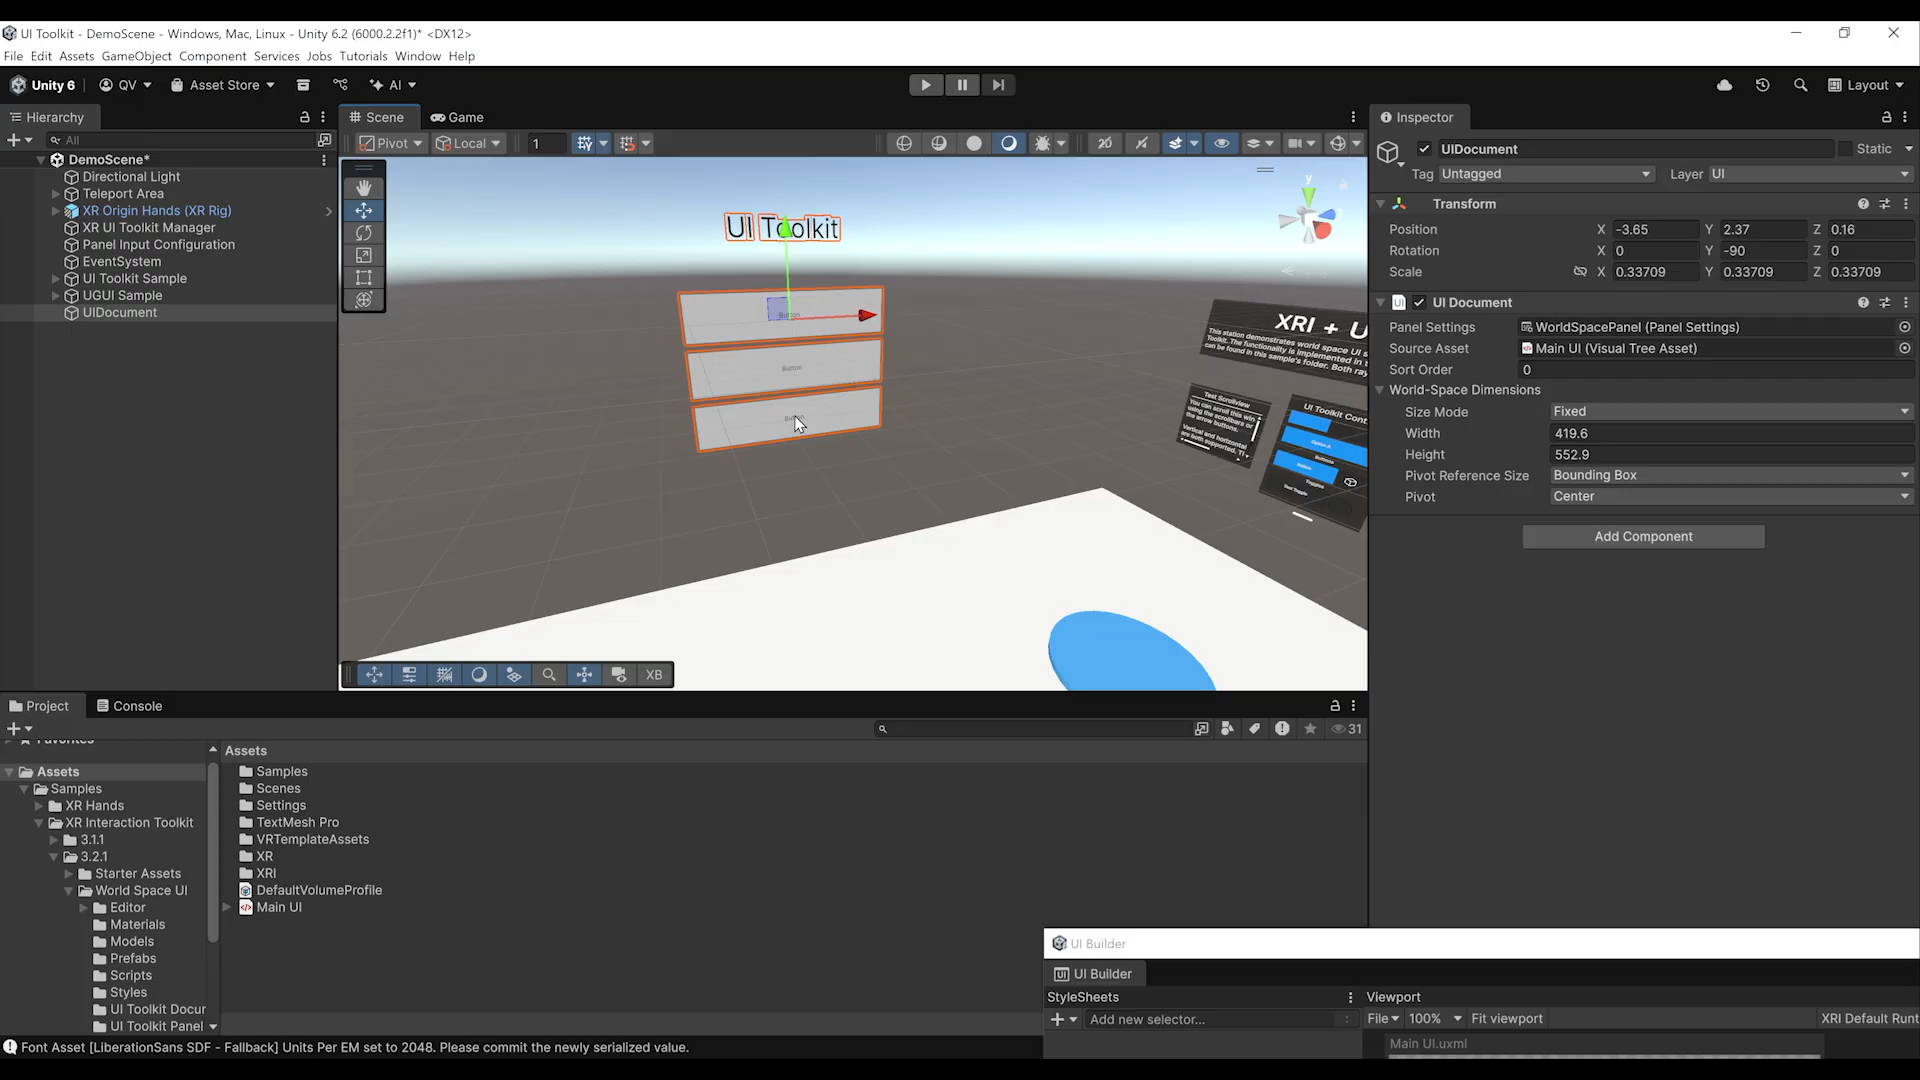 UI Toolkit - DemoScene - Windows, Mac, Linux - Unity 6.2 (6000.2.2f1)* <DX12>
File Edit Assets GameObject Component Services Jobs Tutorials Window Help
Unity 6 QV Asset Store AI Layout
Hierarchy
All
DemoScene*
Directional Light
Teleport Area
XR Origin Hands (XR Rig)
XR UI Toolkit Manager
Panel Input Configuration
EventSystem
UI Toolkit Sample
UGUI Sample
UIDocument
Scene Game
Pivot Local 1 2D
y
UI Toolkit
Button
Button
Button
XRI + U
This station demonstrates world space UI s
Toolkit. The functionality is implemented in
can be found in this sample's folder. Both ray
Test Scrollview
You can scroll this win
using the scrollbars or
the arrow buttons.
Vertical and horizontal
are both supported. Ti
UI Toolkit Cont
Option A
Buttons
Button
Toggles
Test Toggle
XB
Inspector
UIDocument Static
Tag Untagged Layer UI
Transform
Position X -3.65 Y 2.37 Z 0.16
Rotation X 0 Y -90 Z 0
Scale X 0.33709 Y 0.33709 Z 0.33709
UI Document
Panel Settings WorldSpacePanel (Panel Settings)
Source Asset Main UI (Visual Tree Asset)
Sort Order 0
World-Space Dimensions
Size Mode Fixed
Width 419.6
Height 552.9
Pivot Reference Size Bounding Box
Pivot Center
Add Component
Project Console
31
Favorites
Assets
Samples
XR Hands
XR Interaction Toolkit
3.1.1
3.2.1
Starter Assets
World Space UI
Editor
Materials
Models
Prefabs
Scripts
Styles
UI Toolkit Docur
UI Toolkit Panel
Assets
Samples
Scenes
Settings
TextMesh Pro
VRTemplateAssets
XR
XRI
DefaultVolumeProfile
Main UI
UI Builder
UI Builder
StyleSheets
Add new selector...
Viewport
File 100% Fit viewport XRI Default Runt
Main UI.uxml
Font Asset [LiberationSans SDF - Fallback] Units Per EM set to 2048. Please commit the newly serialized value.